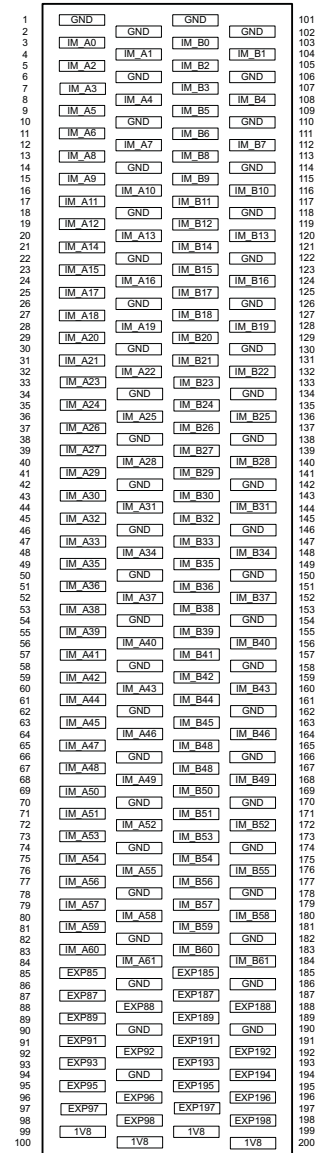 1 GND GND 101
2 GND GND 102
3 IM_A0 IM_B0 103
4 IM_A1 IM_B1 104
5 IM_A2 IM_B2 105
6 GND GND 106
7 IM_A3 IM_B3 107
8 IM_A4 IM_B4 108
9 IM_A5 IM_B5 109
10 GND GND 110
11 IM_A6 IM_B6 111
12 IM_A7 IM_B7 112
13 IM_A8 IM_B8 113
14 GND GND 114
15 IM_A9 IM_B9 115
16 IM_A10 IM_B10 116
17 IM_A11 IM_B11 117
18 GND GND 118
19 IM_A12 IM_B12 119
20 IM_A13 IM_B13 120
21 IM_A14 IM_B14 121
22 GND GND 122
23 IM_A15 IM_B15 123
24 IM_A16 IM_B16 124
25 IM_A17 IM_B17 125
26 GND GND 126
27 IM_A18 IM_B18 127
28 IM_A19 IM_B19 128
29 IM_A20 IM_B20 129
30 GND GND 130
31 IM_A21 IM_B21 131
32 IM_A22 IM_B22 132
33 IM_A23 IM_B23 133
34 GND GND 134
35 IM_A24 IM_B24 135
36 IM_A25 IM_B25 136
37 IM_A26 IM_B26 137
38 GND GND 138
39 IM_A27 IM_B27 139
40 IM_A28 IM_B28 140
41 IM_A29 IM_B29 141
42 GND GND 142
43 IM_A30 IM_B30 143
44 IM_A31 IM_B31 144
45 IM_A32 IM_B32 145
46 GND GND 146
47 IM_A33 IM_B33 147
48 IM_A34 IM_B34 148
49 IM_A35 IM_B35 149
50 GND GND 150
51 IM_A36 IM_B36 151
52 IM_A37 IM_B37 152
53 IM_A38 IM_B38 153
54 GND GND 154
55 IM_A39 IM_B39 155
56 IM_A40 IM_B40 156
57 IM_A41 IM_B41 157
58 GND GND 158
59 IM_A42 IM_B42 159
60 IM_A43 IM_B43 160
61 IM_A44 IM_B44 161
62 GND GND 162
63 IM_A45 IM_B45 163
64 IM_A46 IM_B46 164
65 IM_A47 IM_B48 165
66 GND GND 166
67 IM_A48 IM_B48 167
68 IM_A49 IM_B49 168
69 IM_A50 IM_B50 169
70 GND GND 170
71 IM_A51 IM_B51 171
72 IM_A52 IM_B52 172
73 IM_A53 IM_B53 173
74 GND GND 174
75 IM_A54 IM_B54 175
76 IM_A55 IM_B55 176
77 IM_A56 IM_B56 177
78 GND GND 178
79 IM_A57 IM_B57 179
80 IM_A58 IM_B58 180
81 IM_A59 IM_B59 181
82 GND GND 182
83 IM_A60 IM_B60 183
84 IM_A61 IM_B61 184
85 EXP85 EXP185 185
86 GND GND 186
87 EXP87 EXP187 187
88 EXP88 EXP188 188
89 EXP89 EXP189 189
90 GND GND 190
91 EXP91 EXP191 191
92 EXP92 EXP192 192
93 EXP93 EXP193 193
94 GND EXP194 194
95 EXP95 EXP195 195
96 EXP96 EXP196 196
97 EXP97 EXP197 197
98 EXP98 EXP198 198
99 1V8 1V8 199
100 1V8 1V8 200